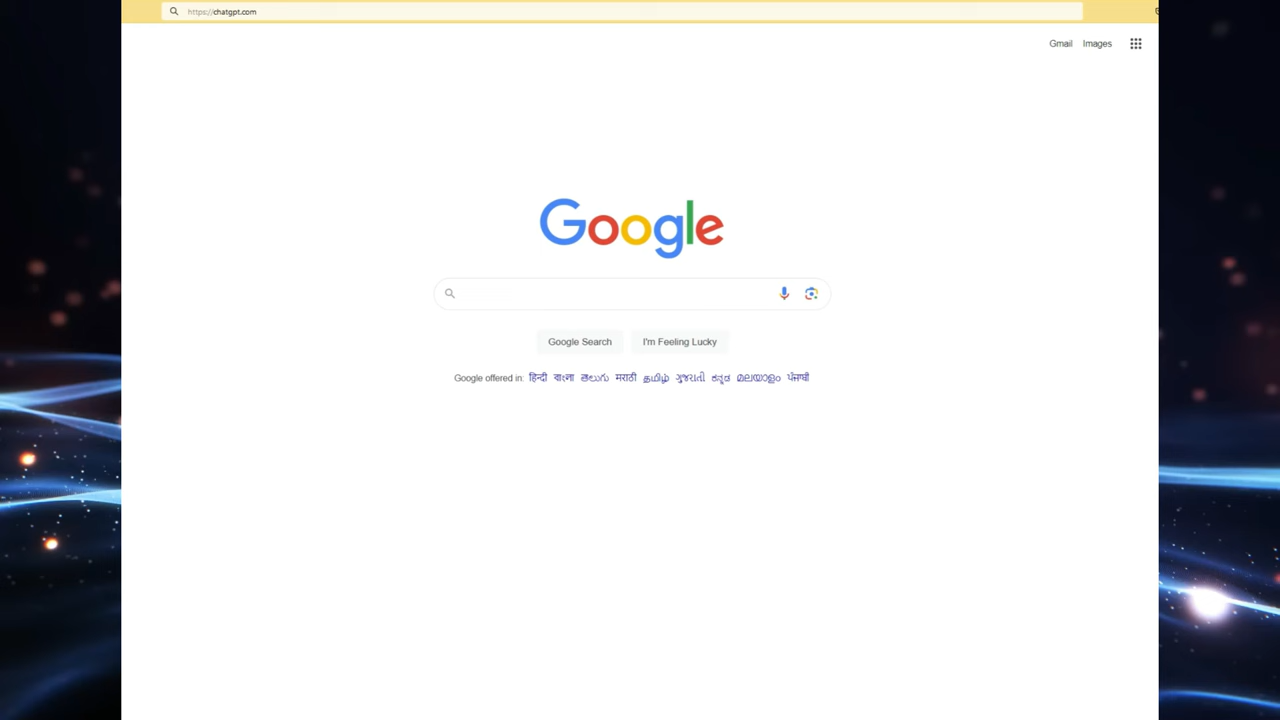 https://chatgpt.com
Gmail Images
Google
Google Search I'm Feeling Lucky
Google offered in: हिन्दी বাংলা తెలుగు मराठी தமிழ் ગુજરાતી ಕನ್ನಡ മലയാളം ਪੰਜਾਬੀ